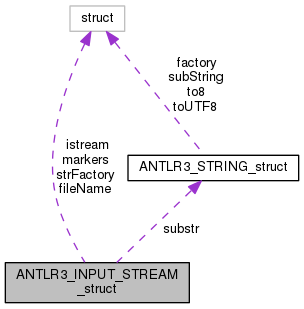 struct
factory
subString
to8
toUTF8
istream
markers
strFactory
fileName
ANTLR3_STRING_struct
substr
ANTLR3_INPUT_STREAM
_struct